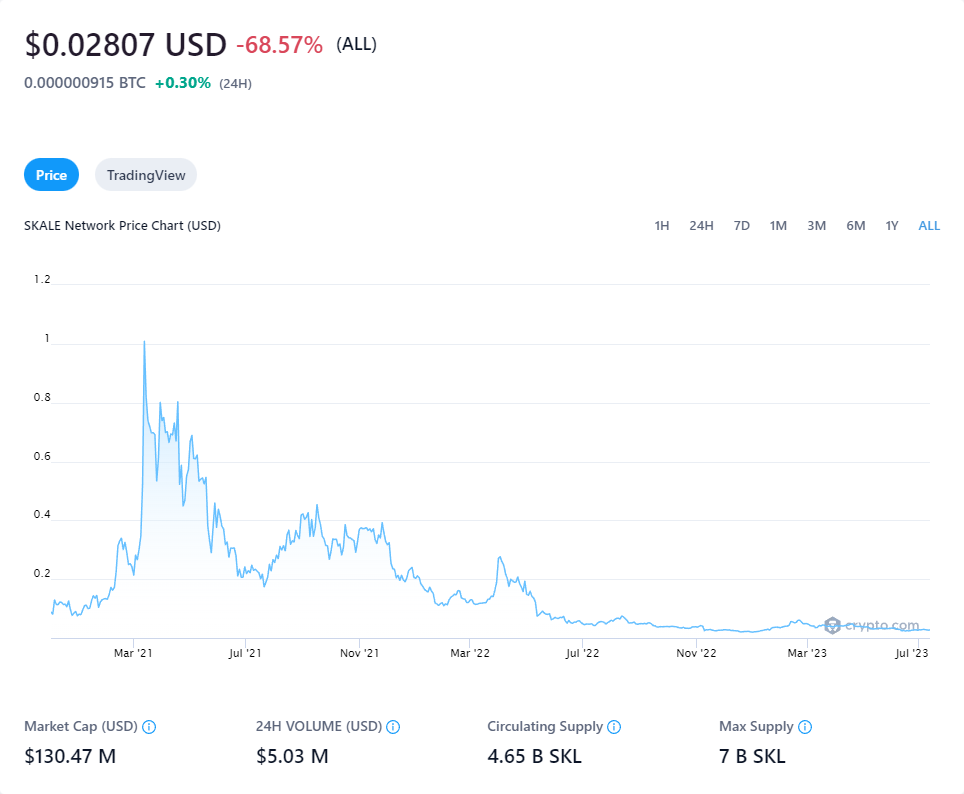 $0.02807 USD -68.57% (ALL)
0.000000915 BTC +0.30% (24H)
Price TradingView
SKALE Network Price Chart (USD) 1H 24H 7D 1M 3M 6M 1Y ALL
1.2
1
0.8
0.6
0.4
0.2
crypto.com
Mar '21 Jul '21 Nov '21 Mar '22 Jul '22 Nov '22 Mar '23 Jul '23
Market Cap (USD) 24H VOLUME (USD) Circulating Supply Max Supply
$130.47 M $5.03 M 4.65 B SKL 7 B SKL